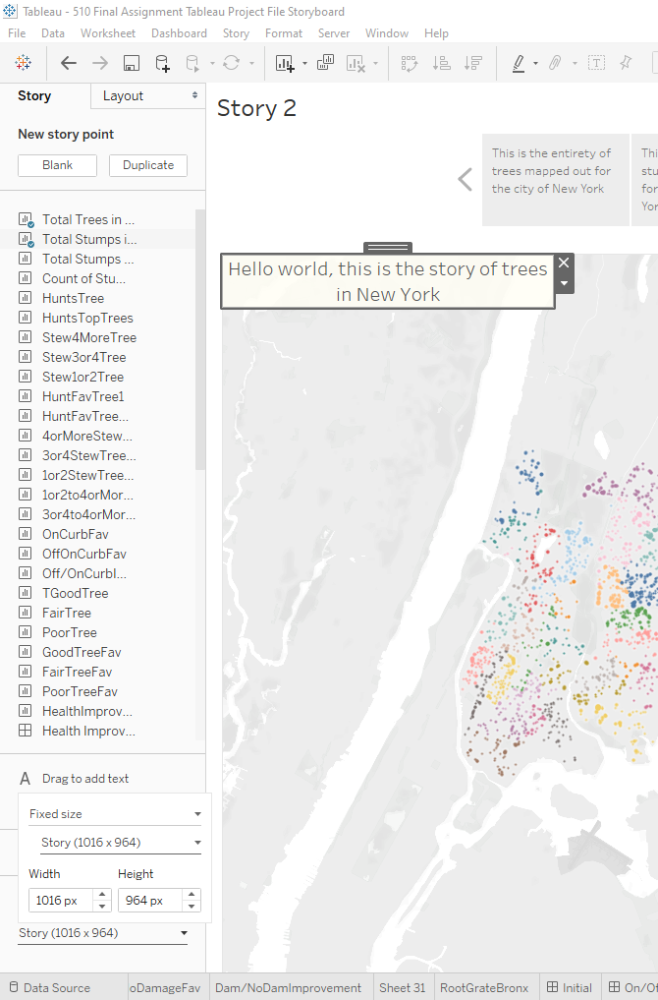 Tableau - 510 Final Assignment Tableau Project File Storyboard
File Data Worksheet Dashboard Story Format Server Window Help
Story Layout
New story point
Blank Duplicate
Total Trees in ...
Total Stumps i...
Total Stumps ...
Count of Stu...
HuntsTree
HuntsTopTrees
Stew4MoreTree
Stew3or4Tree
Stew1or2Tree
HuntFavTree1
HuntFavTree...
4orMoreStew...
3or4StewTree...
1or2StewTree...
1or2to4orMor...
3or4to4orMor...
OnCurbFav
OffOnCurbFav
Off/OnCurbI...
TGoodTree
FairTree
PoorTree
GoodTreeFav
FairTreeFav
PoorTreeFav
HealthImprov...
Health Improv...
A Drag to add text
Fixed size
Story (1016 x 964)
Width Height
1016 px 964 px
Story (1016 x 964)
Story 2
This is the entirety of
trees mapped out for
the city of New York
Thi
stu
for
Yor
Hello world, this is the story of trees
in New York
Data Source oDamageFav Dam/NoDamImprovement Sheet 31 RootGrateBronx Initial On/Of